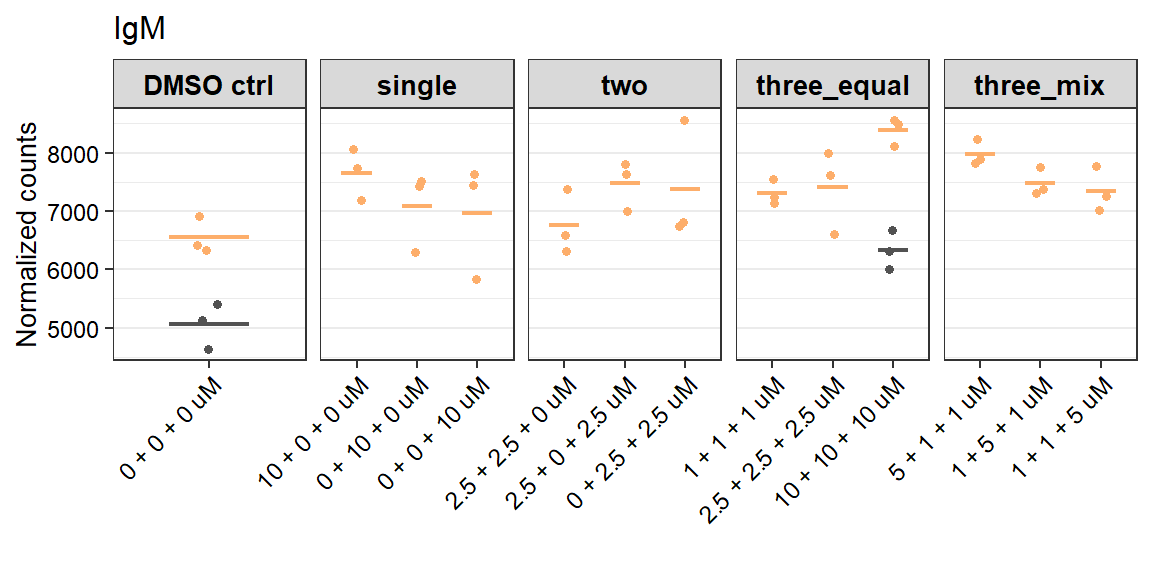 IgM
DMSO ctrl
single
two
three_equal
three_mix
Normalized counts
8000
7000
6000
5000
0 + 0 + 0 uM
10 + 0 + 0 uM
0 + 10 + 0 uM
0 + 0 + 10 uM
2.5 + 2.5 + 0 uM
2.5 + 0 + 2.5 uM
0 + 2.5 + 2.5 uM
1 + 1 + 1 uM
2.5 + 2.5 + 2.5 uM
10 + 10 + 10 uM
5 + 1 + 1 uM
1 + 5 + 1 uM
1 + 1 + 5 uM